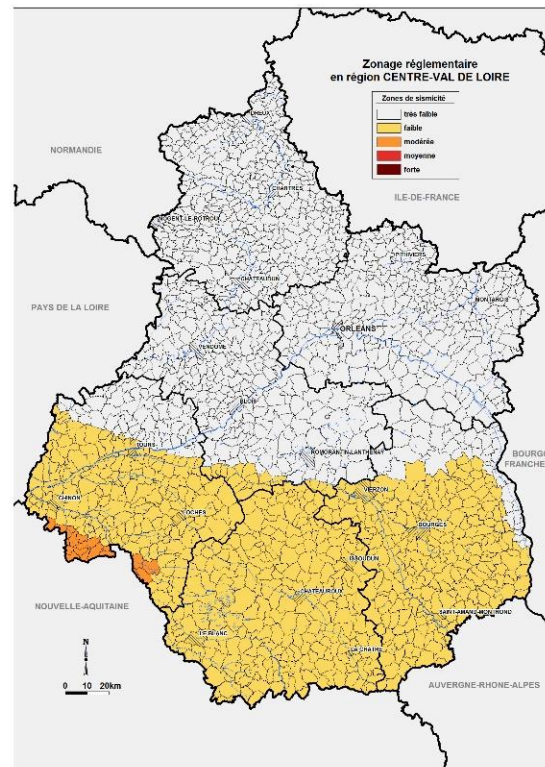 Zonage réglementaire
en région CENTRE-VAL DE LOIRE
Zones de sismicité
très faible
faible
modérée
moyenne
forte
NORMANDIE
ILE-DE-FRANCE
DREUX
CHARTRES
NOGENT-LE-ROTROU
PITHIVIERS
CHATEAUDUN
MONTARGIS
PAYS DE LA LOIRE
ORLEANS
VENDOME
BLOIS
TOURS
ROMORANTIN-LANTHENAY
BOURGO
FRANCHE
CHINON
VIERZON
LOCHES
BOURGES
ISSOUDUN
CHATEAUROUX
NOUVELLE-AQUITAINE
SAINT-AMAND-MONTROND
LE BLANC
LA CHATRE
N
0 10 20km
AUVERGNE-RHONE-ALPES